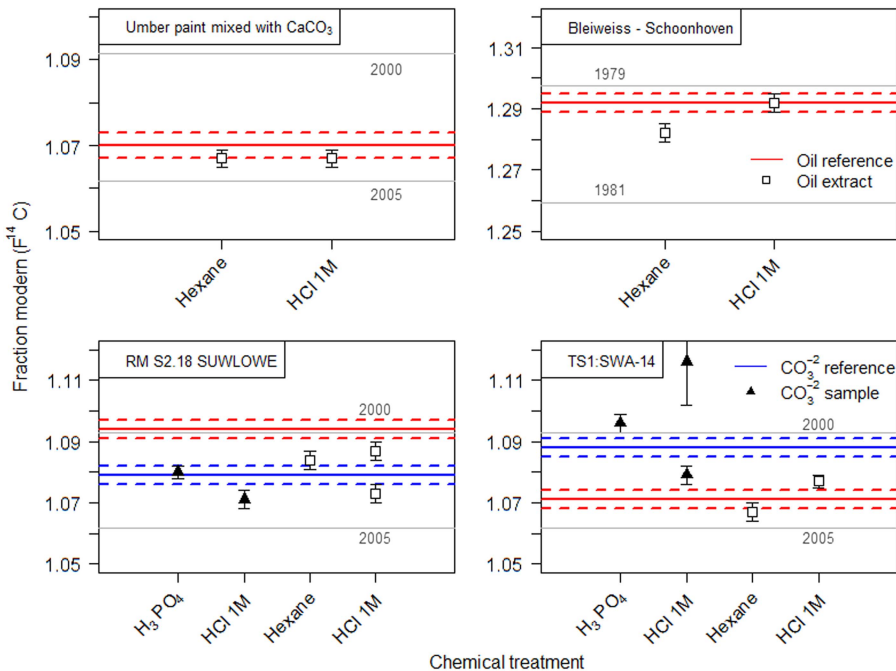 Umber paint mixed with CaCO₃
1.09
1.07
1.05
2000
2005
Hexane
HCl 1M
Bleiweiss - Schoonhoven
1.31
1.29
1.27
1.25
1979
1981
Oil reference
Oil extract
Hexane
HCl 1M
Fraction modern (F¹⁴ C)
RM S2.18 SUWLOWE
1.11
1.09
1.07
1.05
2000
2005
H₃PO₄
HCl 1M
Hexane
HCl 1M
TS1:SWA-14
1.11
1.09
1.07
1.05
CO₃⁻² reference
CO₃⁻² sample
2000
2005
H₃PO₄
HCl 1M
Hexane
HCl 1M
Chemical treatment